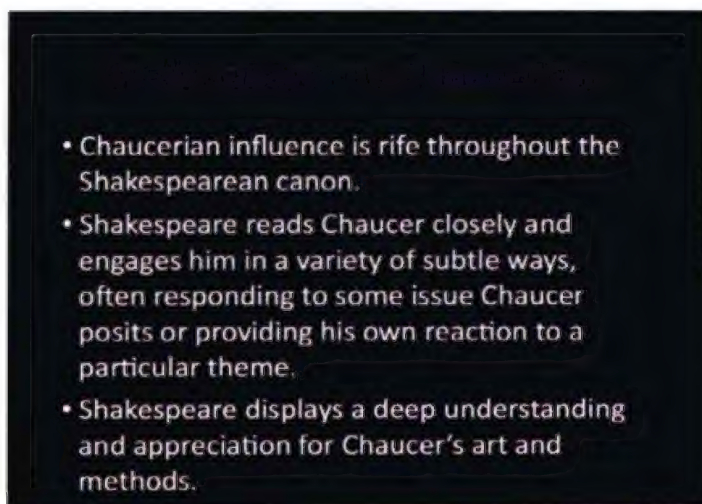 • Chaucerian influence is rife throughout the
Shakespearean canon.
• Shakespeare reads Chaucer closely and
engages him in a variety of subtle ways,
often responding to some issue Chaucer
posits or providing his own reaction to a
particular theme.
• Shakespeare displays a deep understanding
and appreciation for Chaucer's art and
methods.